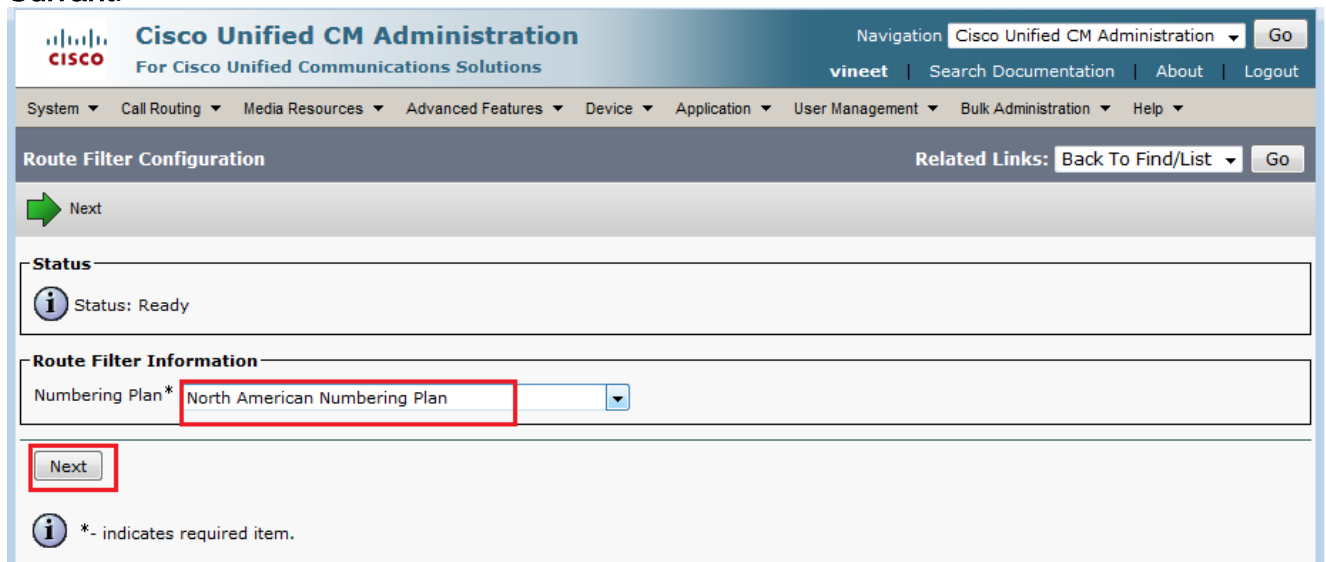 Cisco Unified CM Administration
For Cisco Unified Communications Solutions
CISCO
Navigation Cisco Unified CM Administration Go
vineet | Search Documentation | About | Logout
System Call Routing Media Resources Advanced Features Device Application User Management Bulk Administration Help
Route Filter Configuration
Related Links: Back To Find/List Go
Next
Status
Status: Ready
Route Filter Information
Numbering Plan* North American Numbering Plan
Next
*- indicates required item.